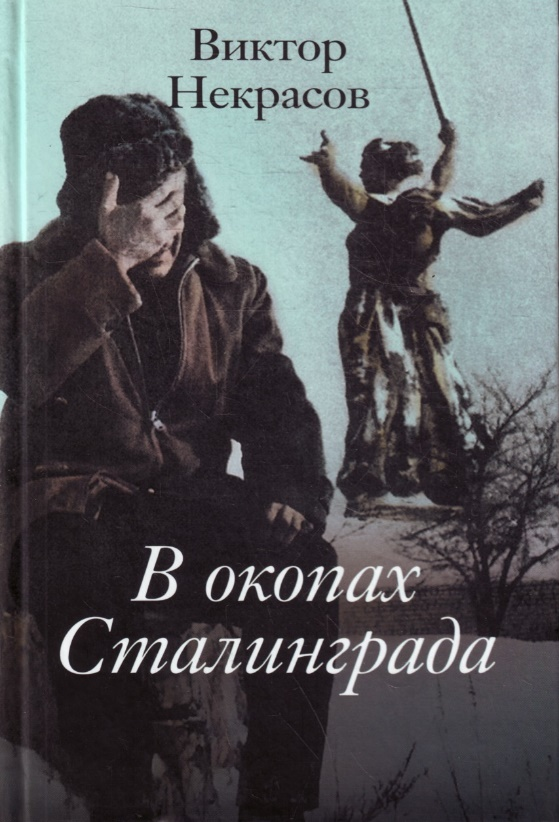 Виктор
Некрасов
В окопах
Сталинграда